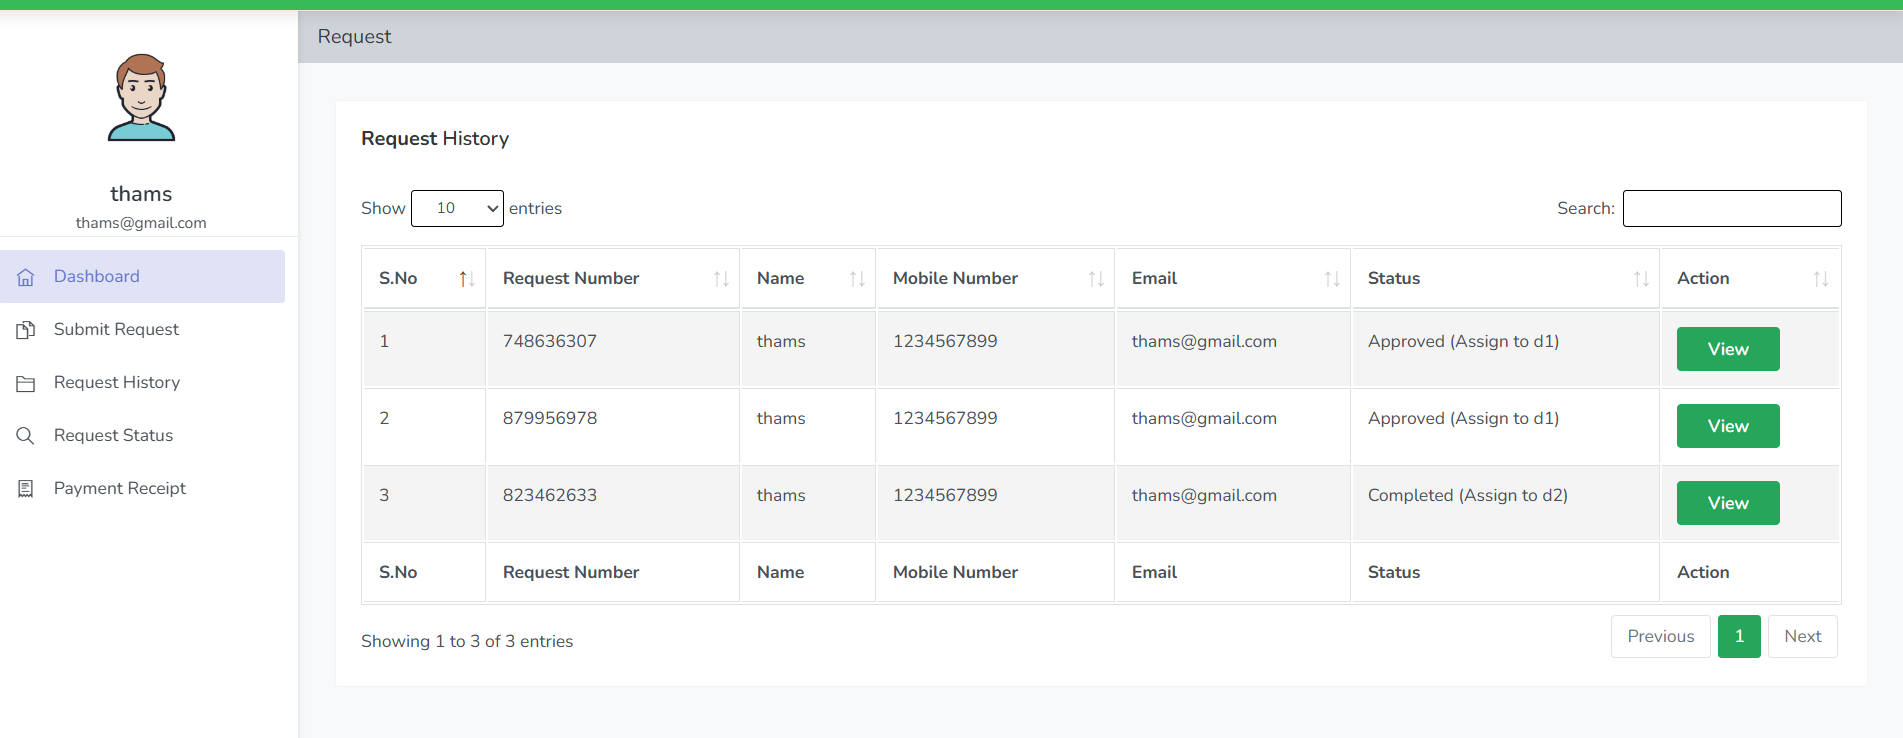 Request
thams
thams@gmail.com
Dashboard
Submit Request
Request History
Request Status
Payment Receipt
Request History
Show 10 entries
Search:
S.No Request Number Name Mobile Number Email Status Action
1 748636307 thams 1234567899 thams@gmail.com Approved (Assign to d1) View
2 879956978 thams 1234567899 thams@gmail.com Approved (Assign to d1) View
3 823462633 thams 1234567899 thams@gmail.com Completed (Assign to d2) View
S.No Request Number Name Mobile Number Email Status Action
Showing 1 to 3 of 3 entries
Previous 1 Next